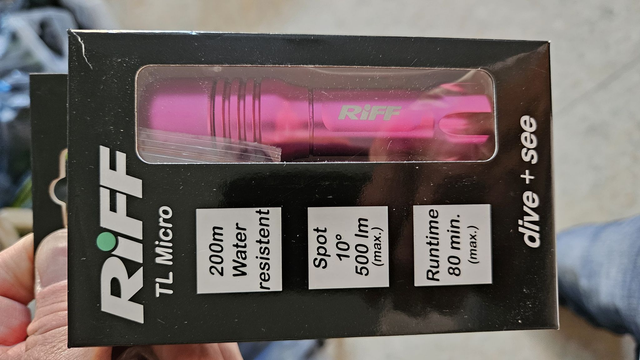 RiFF
TL Micro
RiFF
200m
Water
resistent
Spot
10°
500 lm
(max.)
Runtime
80 min.
(max.)
dive + see